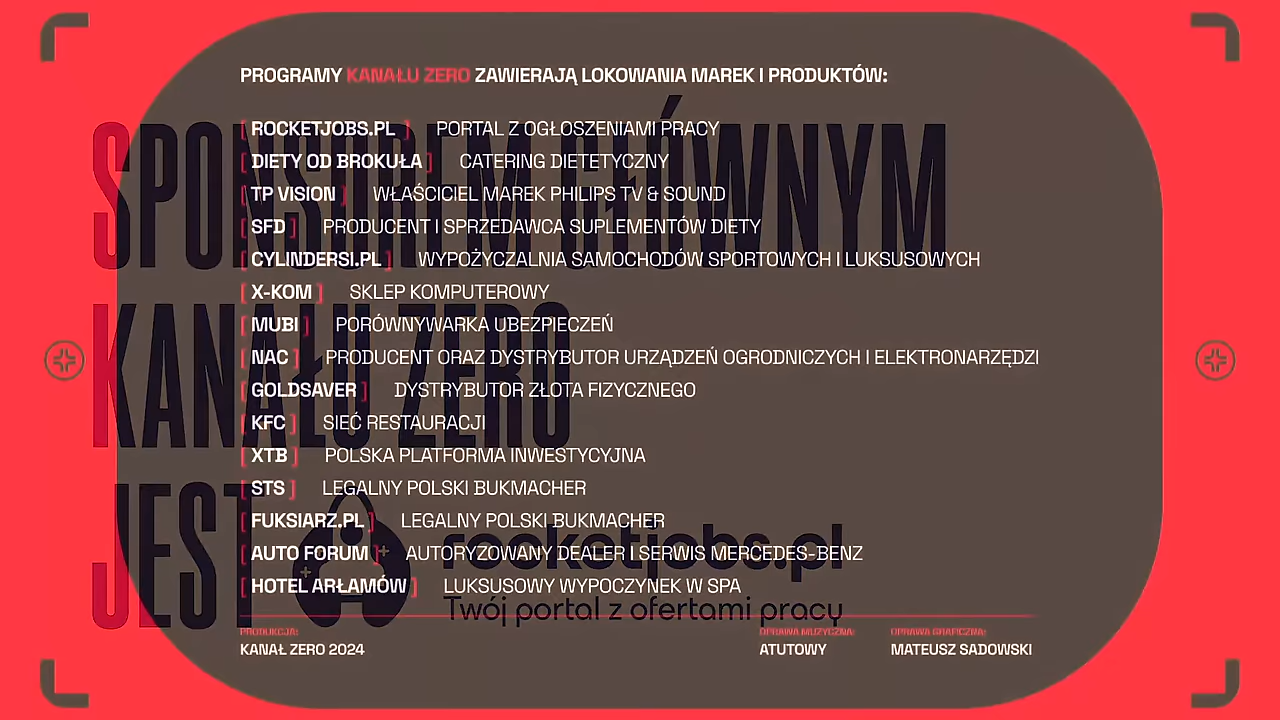 PROGRAMY KANAŁU ZERO ZAWIERAJĄ LOKOWANIA MAREK I PRODUKTÓW:
[ ROCKETJOBS.PL ] PORTAL Z OGŁOSZENIAMI PRACY
[ DIETY OD BROKUŁA ] CATERING DIETETYCZNY
[ TP VISION ] WŁAŚCICIEL MAREK PHILIPS TV & SOUND
[ SFD ] PRODUCENT I SPRZEDAWCA SUPLEMENTÓW DIETY
[ CYLINDERSI.PL ] WYPOŻYCZALNIA SAMOCHODÓW SPORTOWYCH I LUKSUSOWYCH
[ X-KOM ] SKLEP KOMPUTEROWY
[ MUBI ] PORÓWNYWARKA UBEZPIECZEŃ
[ NAC ] PRODUCENT ORAZ DYSTRYBUTOR URZĄDZEŃ OGRODNICZYCH I ELEKTRONARZĘDZI
[ GOLDSAVER ] DYSTRYBUTOR ZŁOTA FIZYCZNEGO
[ KFC ] SIEĆ RESTAURACJI
[ XTB ] POLSKA PLATFORMA INWESTYCYJNA
[ STS ] LEGALNY POLSKI BUKMACHER
[ FUKSIARZ.PL ] LEGALNY POLSKI BUKMACHER
[ AUTO FORUM ] AUTORYZOWANY DEALER I SERWIS MERCEDES-BENZ
[ HOTEL ARŁAMÓW ] LUKSUSOWY WYPOCZYNEK W SPA
PRODUKCJA: OPRAWA MUZYCZNA: OPRAWA GRAFICZNA:
KANAŁ ZERO 2024 ATUTOWY MATEUSZ SADOWSKI
SPONSOREM GŁÓWNYM
KANAŁU ZERO
JEST rocketjobs.pl
Twój portal z ofertami pracy